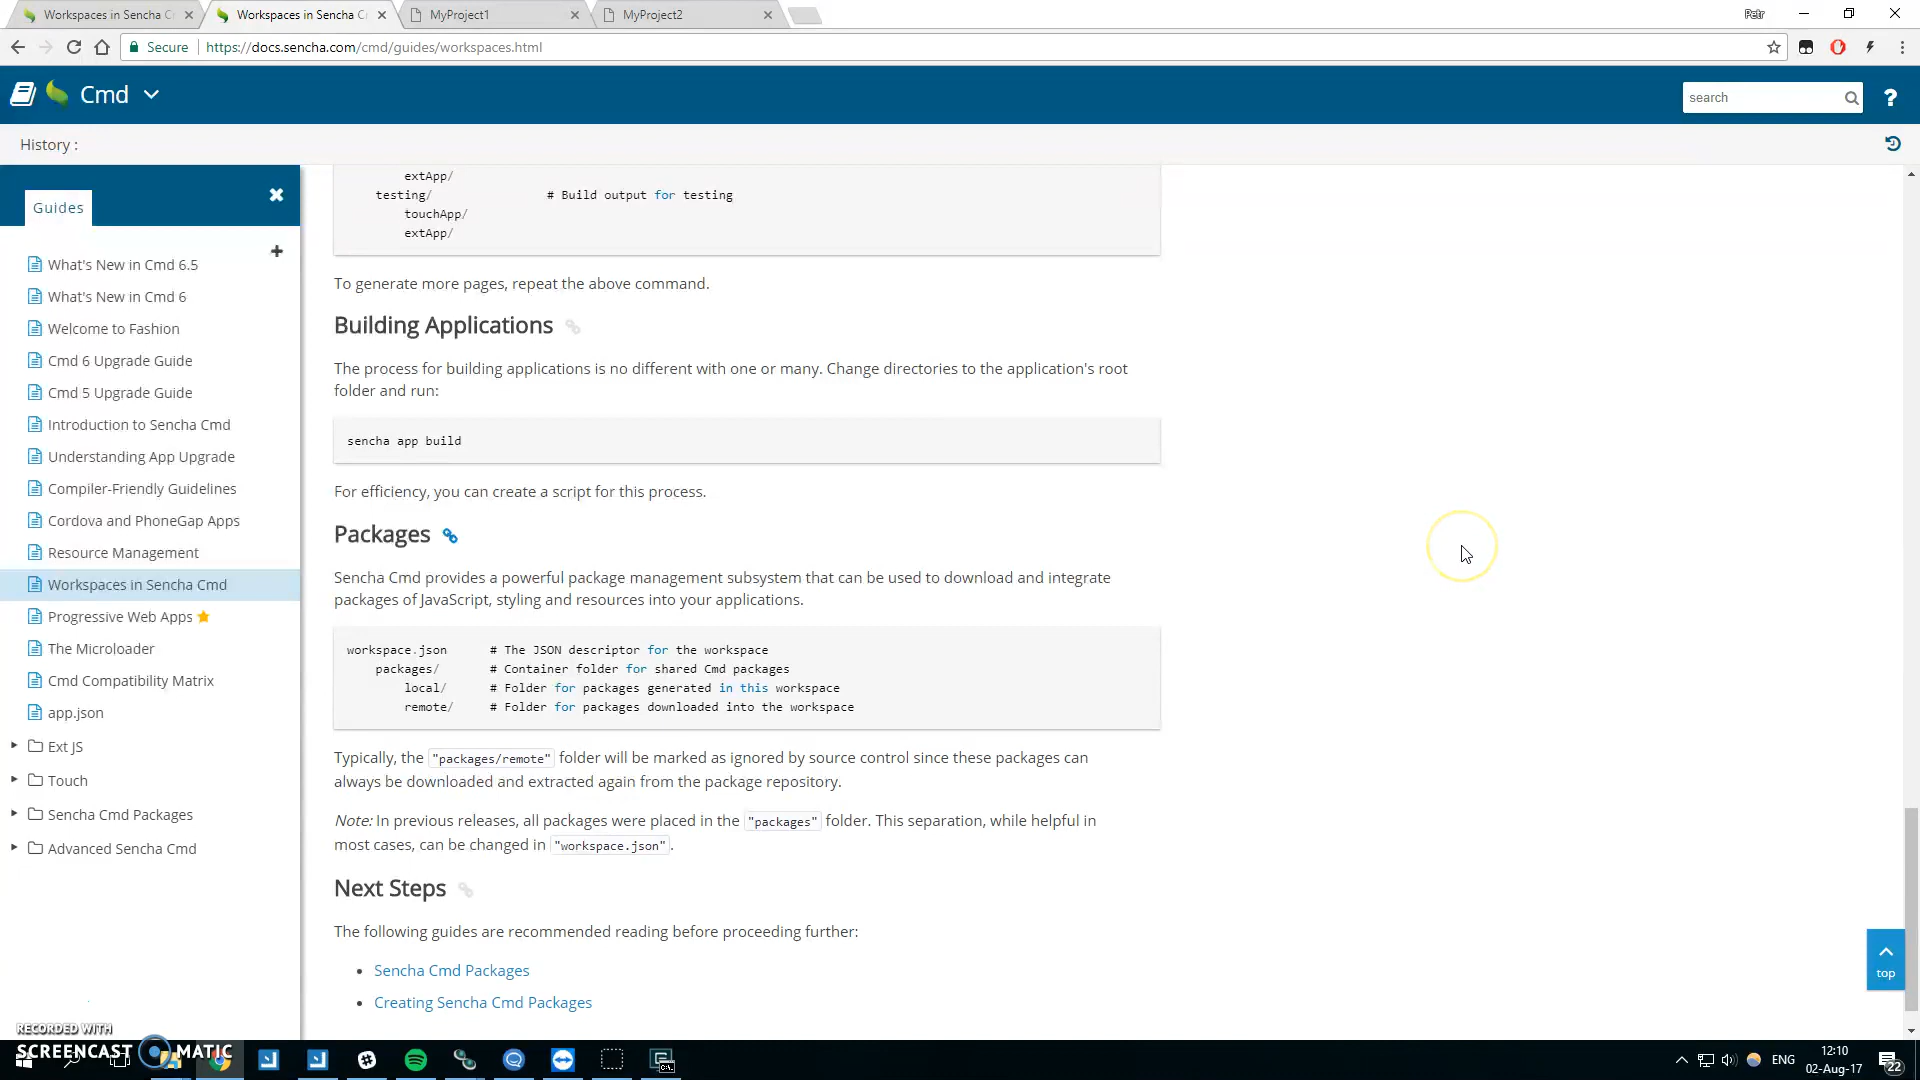 Workspaces in Sencha C
Workspaces in Sencha C
MyProject1
MyProject2
Petr
Secure
https://docs.sencha.com/cmd/guides/workspaces.html
Cmd
search
?
History :
Guides
What's New in Cmd 6.5
What's New in Cmd 6
Welcome to Fashion
Cmd 6 Upgrade Guide
Cmd 5 Upgrade Guide
Introduction to Sencha Cmd
Understanding App Upgrade
Compiler-Friendly Guidelines
Cordova and PhoneGap Apps
Resource Management
Workspaces in Sencha Cmd
Progressive Web Apps
The Microloader
Cmd Compatibility Matrix
app.json
Ext JS
Touch
Sencha Cmd Packages
Advanced Sencha Cmd
extApp/
testing/ # Build output for testing
touchApp/
extApp/
To generate more pages, repeat the above command.
Building Applications
The process for building applications is no different with one or many. Change directories to the application's root
folder and run:
sencha app build
For efficiency, you can create a script for this process.
Packages
Sencha Cmd provides a powerful package management subsystem that can be used to download and integrate
packages of JavaScript, styling and resources into your applications.
workspace.json # The JSON descriptor for the workspace
packages/ # Container folder for shared Cmd packages
local/ # Folder for packages generated in this workspace
remote/ # Folder for packages downloaded into the workspace
Typically, the "packages/remote" folder will be marked as ignored by source control since these packages can
always be downloaded and extracted again from the package repository.
Note: In previous releases, all packages were placed in the "packages" folder. This separation, while helpful in
most cases, can be changed in "workspace.json".
Next Steps
The following guides are recommended reading before proceeding further:
Sencha Cmd Packages
Creating Sencha Cmd Packages
top
RECORDED WITH
SCREENCAST MATIC
ENG
12:10
02-Aug-17
22